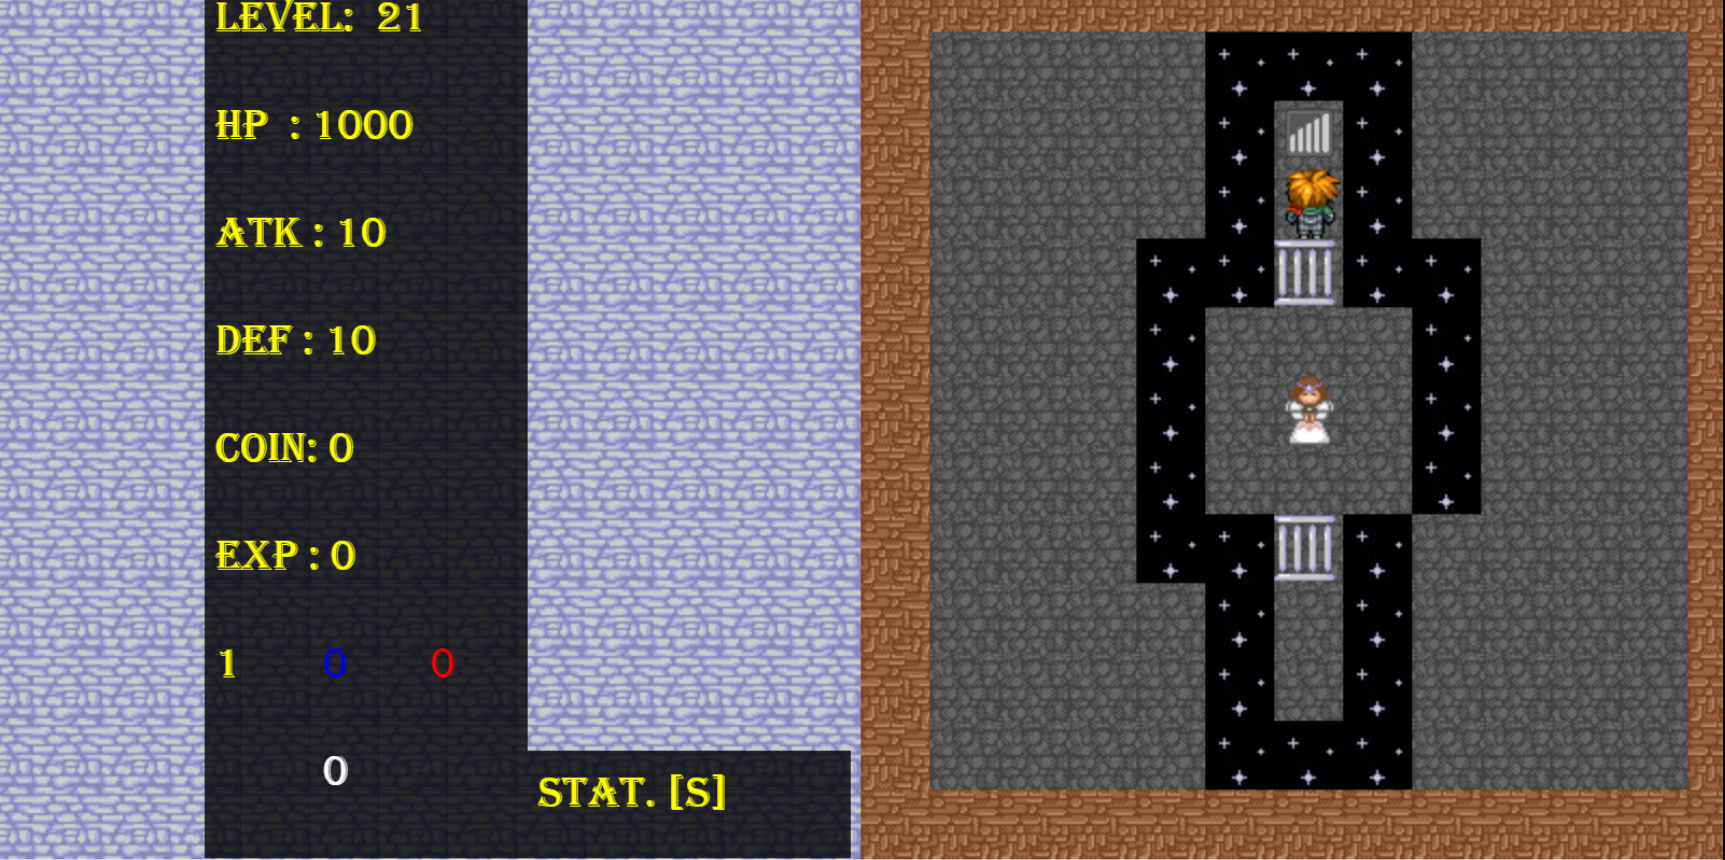 LEVEL: 21
HP : 1000
ATK : 10
DEF : 10
COIN: 0
EXP : 0
1 0 0
0
STAT. [S]